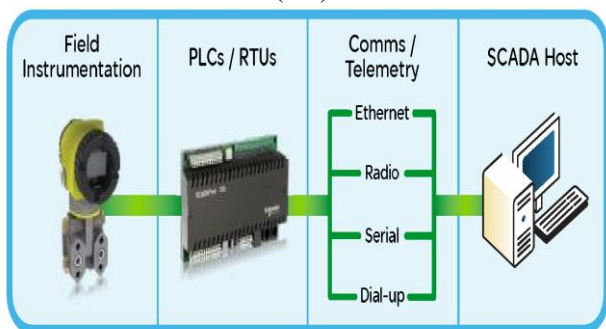 Field
Instrumentation
PLCs / RTUs
Comms /
Telemetry
SCADA Host
Ethernet
Radio
Serial
Dial-up